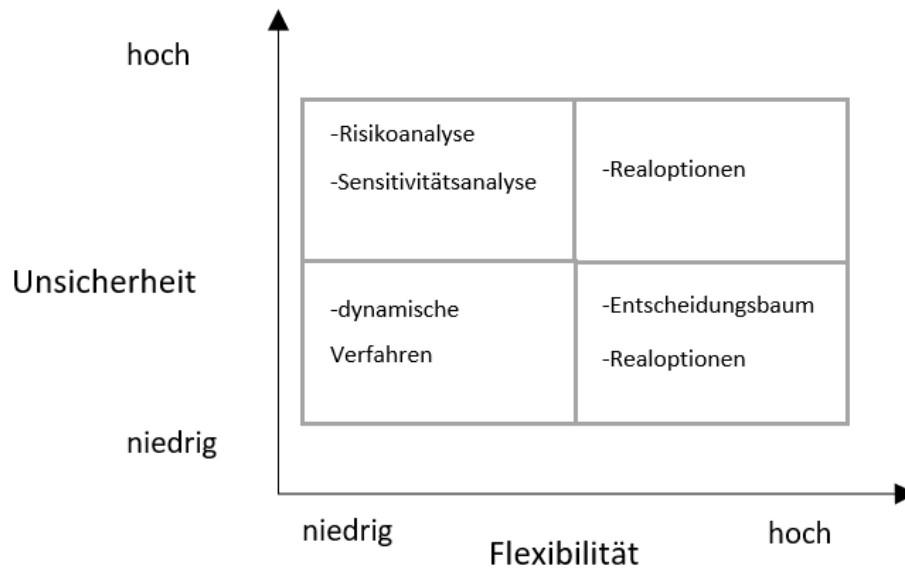 hoch
-Risikoanalyse
-Sensitivitätsanalyse
-Realoptionen
Unsicherheit
-dynamische
Verfahren
-Entscheidungsbaum
-Realoptionen
niedrig
niedrig
hoch
Flexibilität